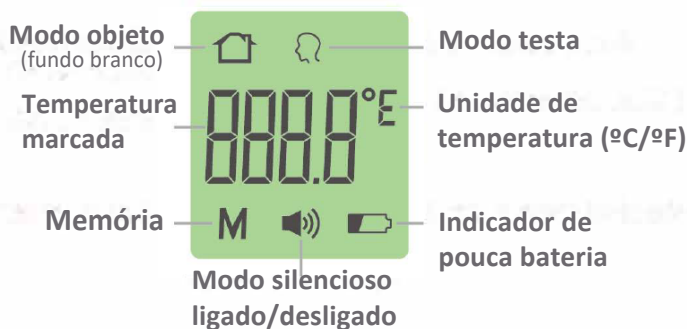 Modo objeto
(fundo branco)
Modo testa
Temperatura
marcada
888.8°E
Unidade de
temperatura (ºC/ºF)
Memória
M
Indicador de
pouca bateria
Modo silencioso
ligado/desligado